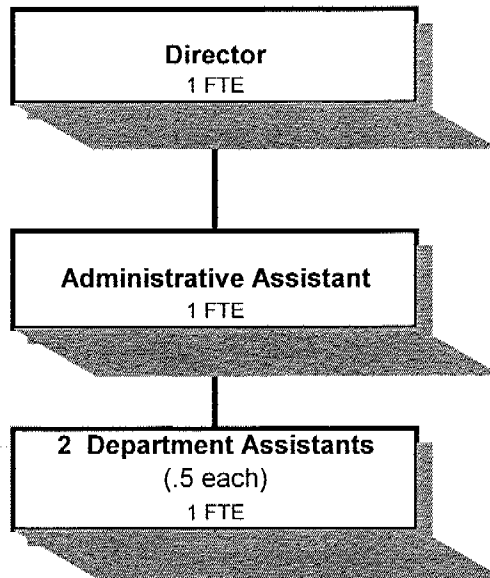 Director
1 FTE
Administrative Assistant
1 FTE
2 Department Assistants
(.5 each)
1 FTE